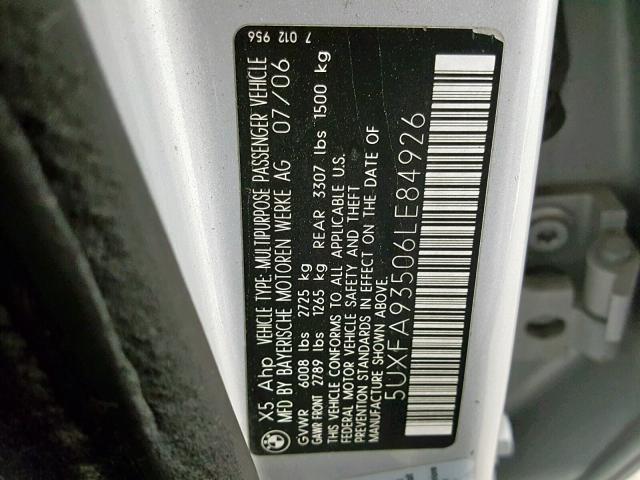 X5 Ahp VEHICLE TYPE: MULTIPURPOSE PASSENGER VEHICLE 7 012 956
MFD BY BAYERISCHE MOTOREN WERKE AG 07/06
GVWR 6008 lbs 2725 kg
GAWR FRONT 2789 lbs 1265 kg REAR 3307 lbs 1500 kg
THIS VEHICLE CONFORMS TO ALL APPLICABLE U.S.
FEDERAL MOTOR VEHICLE SAFETY AND THEFT
PREVENTION STANDARDS IN EFFECT ON THE DATE OF
MANUFACTURE SHOWN ABOVE.
5UXFA93506LE84926